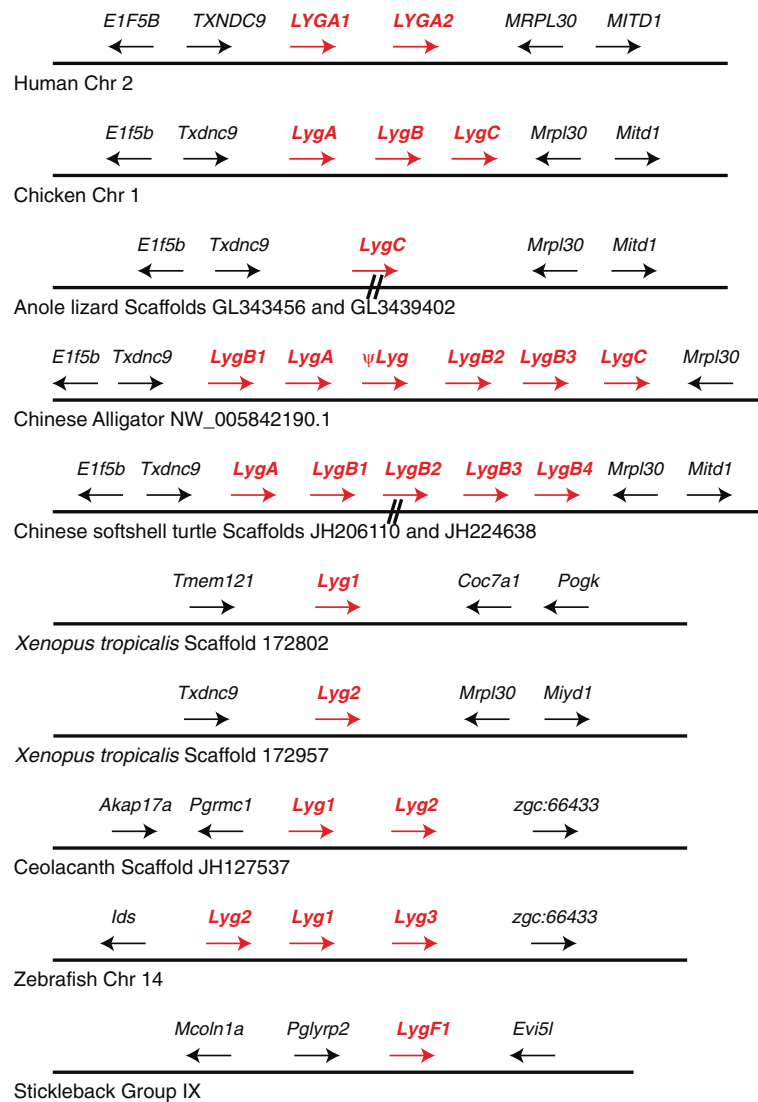 E1F5B TXNDC9 LYGA1 LYGA2 MRPL30 MITD1
Human Chr 2
E1f5b Txdnc9 LygA LygB LygC Mrpl30 Mitd1
Chicken Chr 1
E1f5b Txdnc9 LygC Mrpl30 Mitd1
Anole lizard Scaffolds GL343456 and GL3439402
E1f5b Txdnc9 LygB1 LygA ψLyg LygB2 LygB3 LygC Mrpl30
Chinese Alligator NW_005842190.1
E1f5b Txdnc9 LygA LygB1 LygB2 LygB3 LygB4 Mrpl30 Mitd1
Chinese softshell turtle Scaffolds JH206110 and JH224638
Tmem121 Lyg1 Coc7a1 Pogk
Xenopus tropicalis Scaffold 172802
Txdnc9 Lyg2 Mrpl30 Miyd1
Xenopus tropicalis Scaffold 172957
Akap17a Pgrmc1 Lyg1 Lyg2 zgc:66433
Ceolacanth Scaffold JH127537
Ids Lyg2 Lyg1 Lyg3 zgc:66433
Zebrafish Chr 14
Mcoln1a Pglyrp2 LygF1 Evi5l
Stickleback Group IX